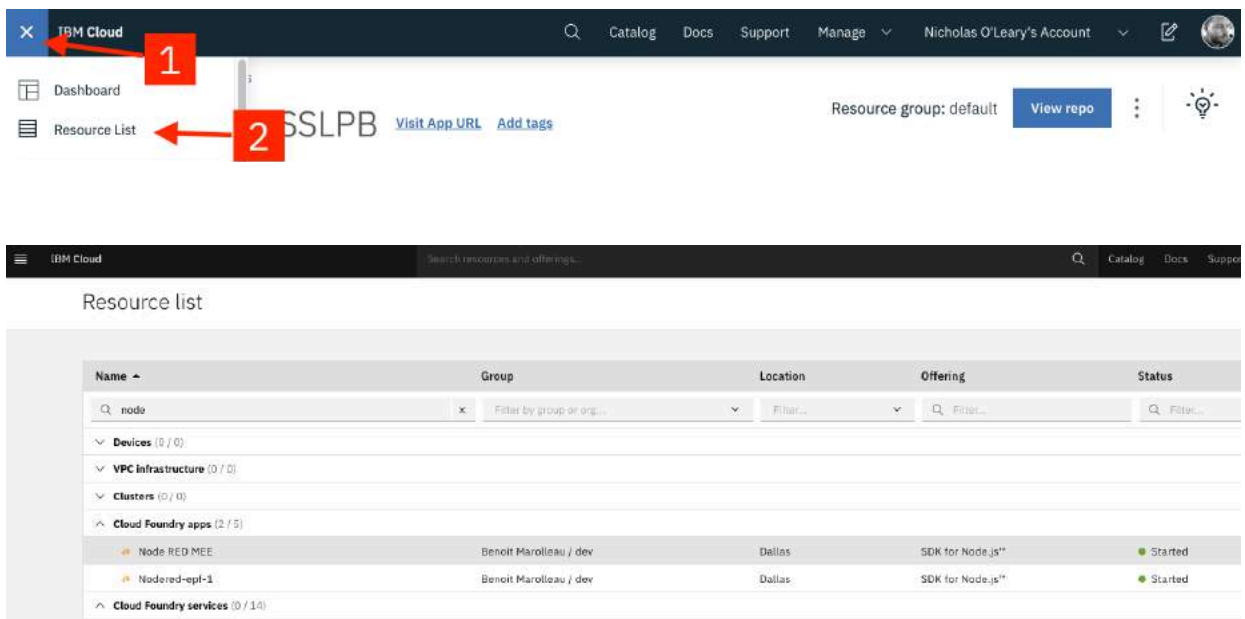 IBM Cloud Catalog Docs Support Manage Nicholas O'Leary's Account
1
Dashboard
s
Resource List
2
SSLPB Visit App URL Add tags Resource group: default View repo
IBM Cloud Search resources and offerings... Catalog Docs Suppor
Resource list
Name Group Location Offering Status
node x Filter by group or org... Filter... Filter... Filter...
Devices (0 / 0)
VPC infrastructure (0 / 0)
Clusters (0 / 0)
Cloud Foundry apps (2 / 5)
Node RED MEE Benoit Marolleau / dev Dallas SDK for Node.js™ Started
Nodered-epf-1 Benoit Marolleau / dev Dallas SDK for Node.js™ Started
Cloud Foundry services (0 / 14)